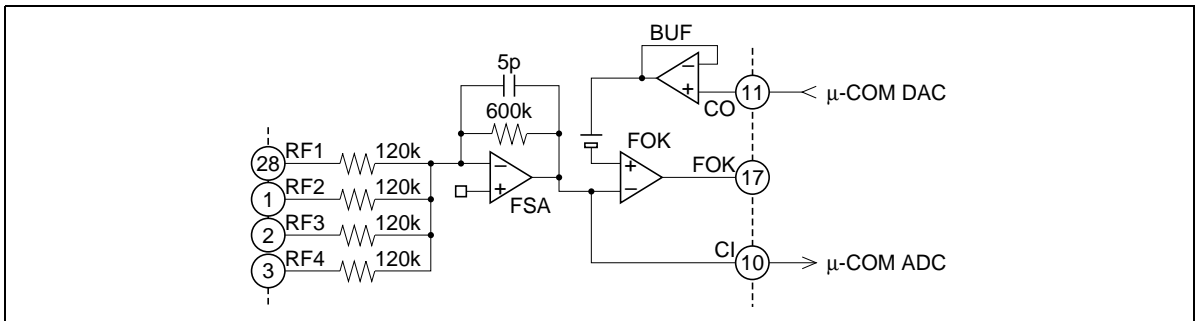 BUF
5p
11
μ-COM DAC
CO
600k
FOK
28 RF1 120k
FOK
17
1 RF2 120k
FSA
2 RF3 120k
CI
10
μ-COM ADC
3 RF4 120k